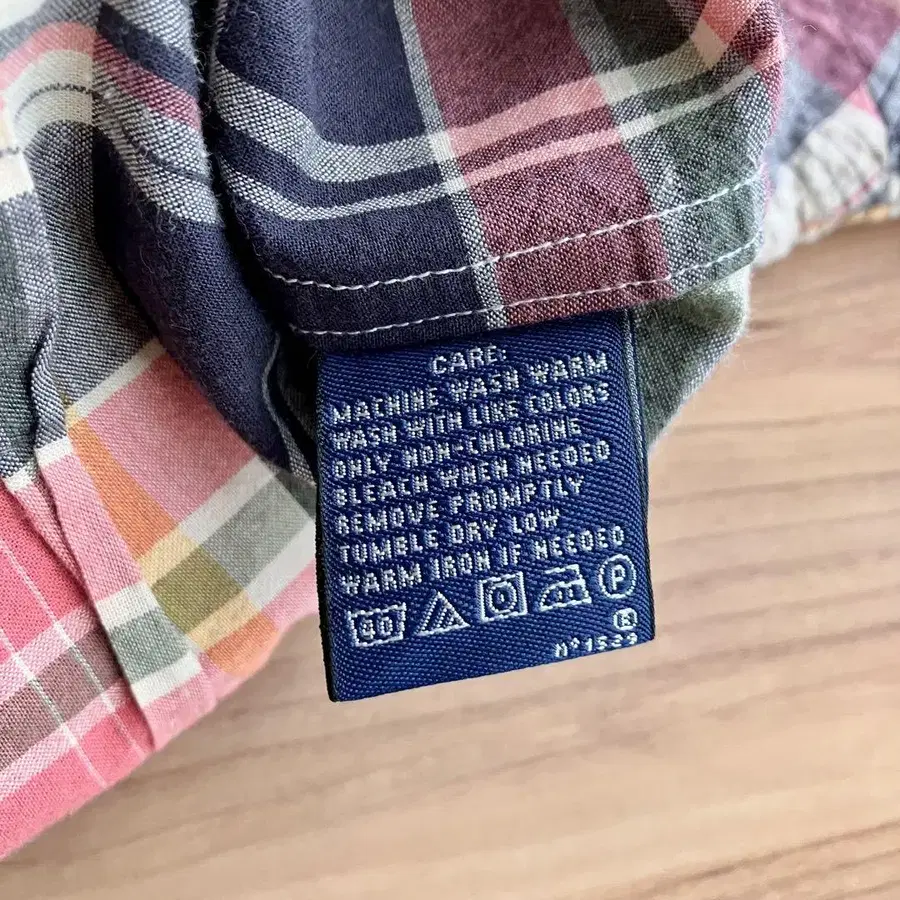 CARE:
MACHINE WASH WARM
WASH WITH LIKE COLORS
ONLY NON-CHLORINE
BLEACH WHEN NEEDED
REMOVE PROMPTLY
TUMBLE DRY LOW
WARM IRON IF NEEDED
P
®